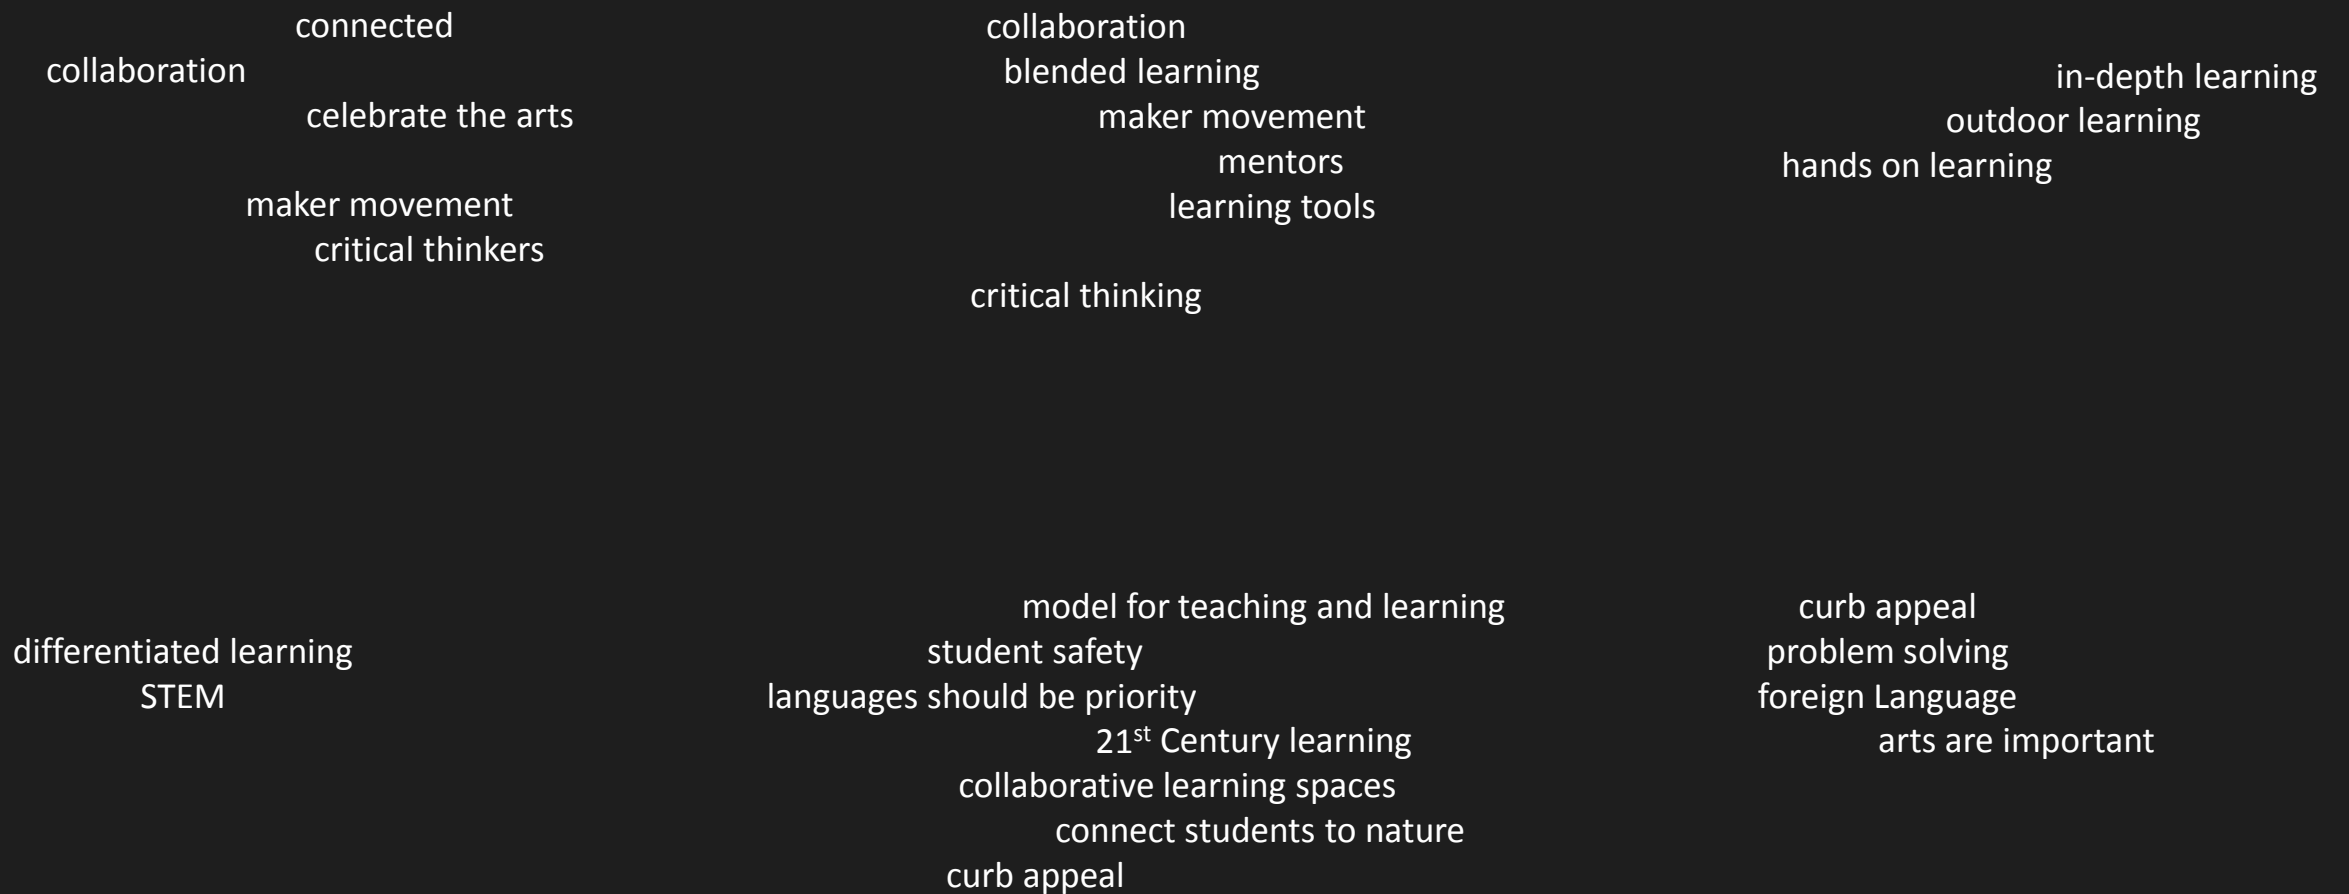 connected
collaboration
celebrate the arts
maker movement
critical thinkers
collaboration
blended learning
maker movement
mentors
learning tools
critical thinking
in-depth learning
outdoor learning
hands on learning
differentiated learning
STEM
model for teaching and learning
student safety
languages should be priority
21st Century learning
collaborative learning spaces
connect students to nature
curb appeal
curb appeal
problem solving
foreign Language
arts are important